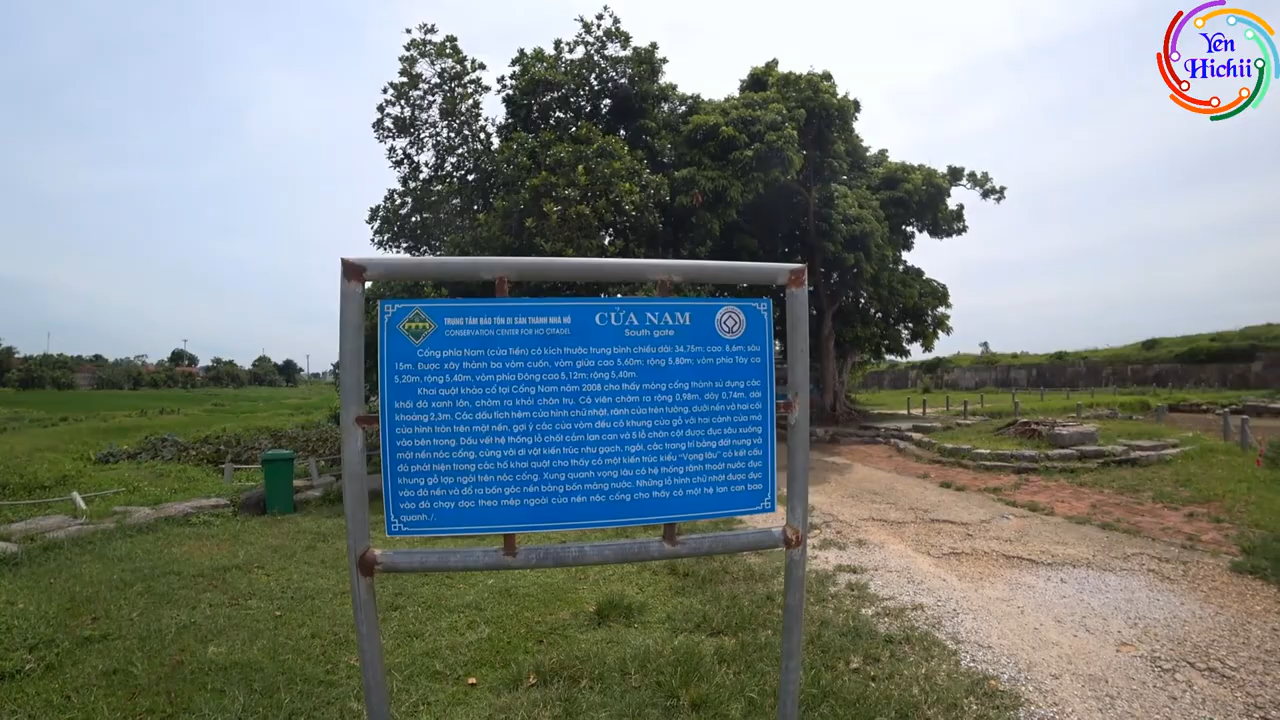 Yen
Hichii
TRUNG TÂM BẢO TỒN DI SẢN THÀNH NHÀ HỒ
CONSERVATION CENTER FOR HO CITADEL
CỬA NAM
South gate
Cổng phía Nam (cửa Tiền) có kích thước trung bình chiều dài: 34,75m; cao: 8,6m; sâu
15m. Được xây thành ba vòm cuốn, vòm giữa cao 5,60m; rộng 5,80m; vòm phía Tây ca
5,20m, rộng 5,40m, vòm phía Đông cao 5,12m; rộng 5,40m.
Khai quật khảo cổ tại Cổng Nam năm 2008 cho thấy móng cổng thành sử dụng các
khối đá xanh lớn, chờm ra khỏi chân trụ. Có viên chờm ra rộng 0,98m, dày 0,74m, dài
khoảng 2,3m. Các dấu tích hèm cửa hình chữ nhật, rãnh cửa trên tường, dưới nền và hai cối
cửa hình tròn trên mặt nền, gợi ý các cửa vòm đều có khung cửa gỗ với hai cánh cửa mở
vào bên trong. Dấu vết hệ thống lỗ chốt cắm lan can và 5 lỗ chân cột được đục sâu xuống
mặt nền nóc cổng, cùng với di vật kiến trúc như gạch, ngói, các trang trí bằng đất nung và
đá phát hiện trong các hố khai quật cho thấy có một kiến trúc kiểu “Vọng lâu” có kết cấu
khung gỗ lợp ngói trên nóc cổng. Xung quanh vọng lâu có hệ thống rãnh thoát nước được đục
vào đá nền và đổ ra bốn góc nền bằng bốn máng nước. Những lỗ hình chữ nhật được đục
vào đá chạy dọc theo mép ngoài của nền nóc cổng cho thấy có một hệ lan can bao
quanh./.